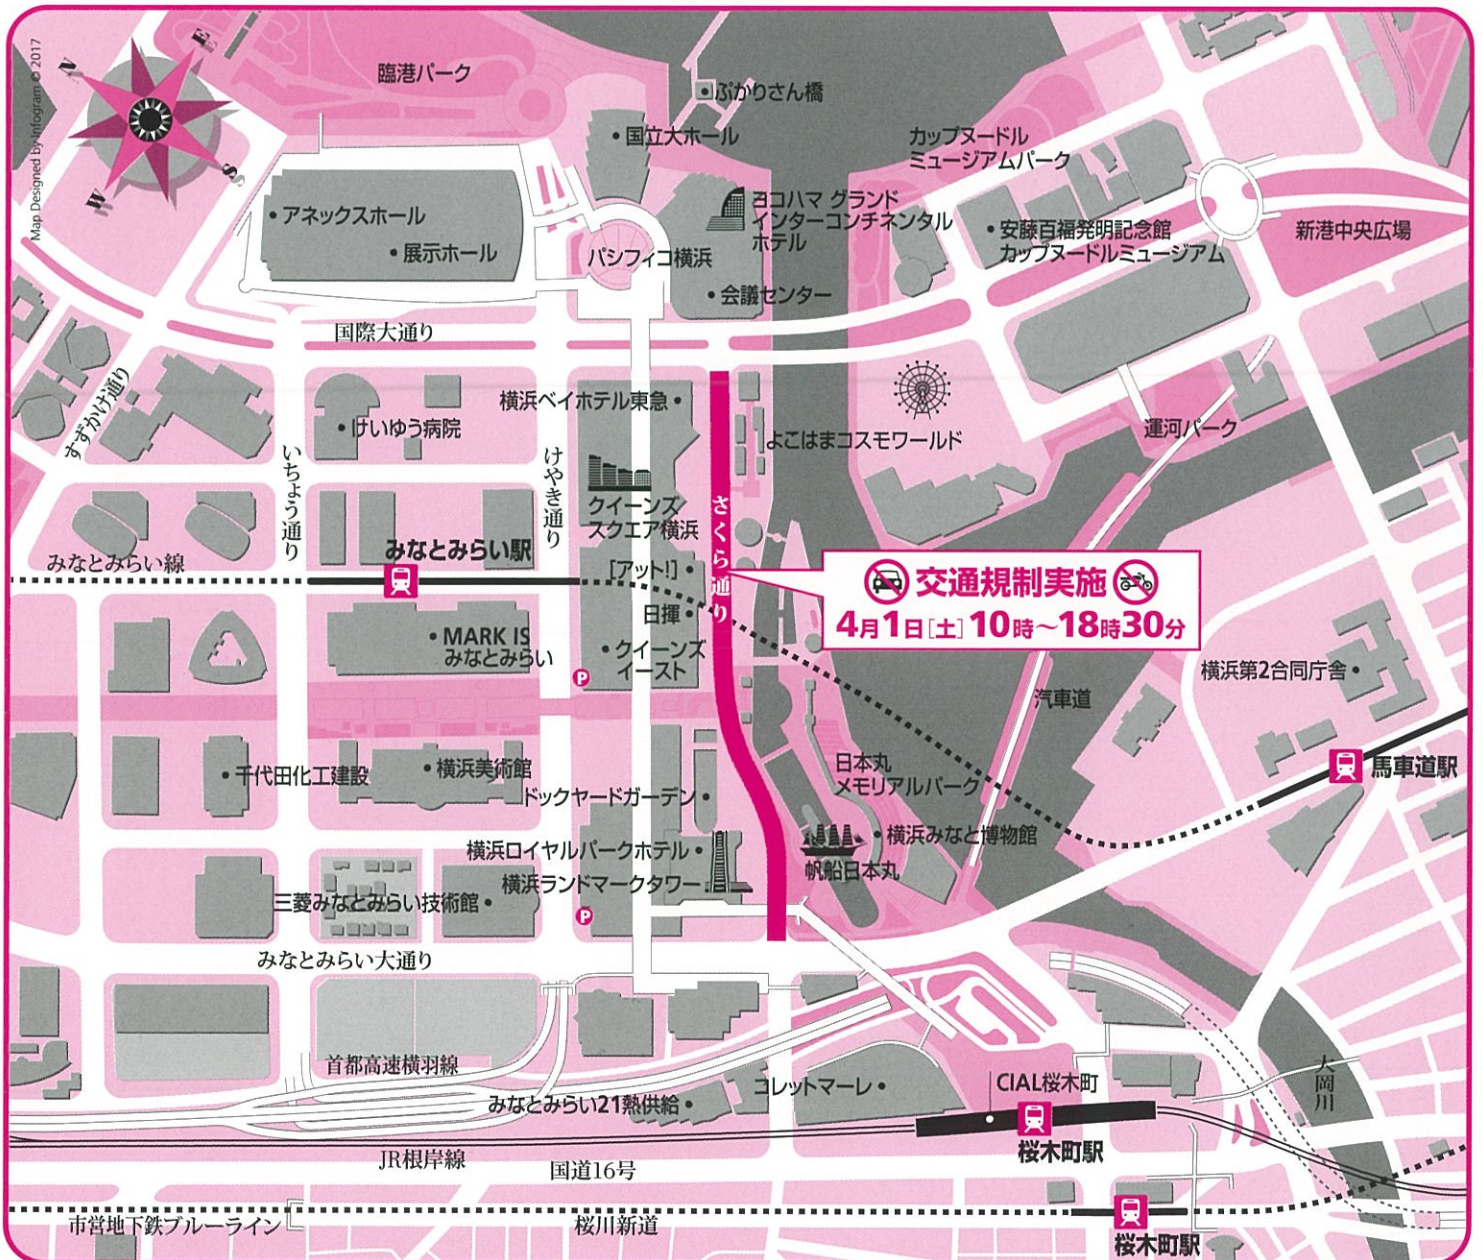 Map Designed by Infogram © 2017
N
E
W
S
臨港パーク
ぷかりさん橋
国立大ホール
カップヌードル
ミュージアムパーク
アネックスホール
展示ホール
ヨコハマ グランド
インターコンチネンタル
ホテル
パシフィコ横浜
会議センター
安藤百福発明記念館
カップヌードルミュージアム
新港中央広場
国際大通り
すずかけ通り
けいゆう病院
横浜ベイホテル東急
よこはまコスモワールド
運河パーク
いちょう通り
けやき通り
クイーンズ
スクエア横浜
さくら通り
みなとみらい線
みなとみらい駅
[アット!]
日揮
クイーンズ
イースト
交通規制実施
4月1日[土]10時〜18時30分
MARK IS
みなとみらい
P
汽車道
横浜第2合同庁舎
馬車道駅
千代田化工建設
横浜美術館
ドックヤードガーデン
日本丸
メモリアルパーク
横浜みなと博物館
帆船日本丸
横浜ロイヤルパークホテル
横浜ランドマークタワー
三菱みなとみらい技術館
P
みなとみらい大通り
首都高速横羽線
みなとみらい21熱供給
コレットマーレ
CIAL桜木町
桜木町駅
大岡川
JR根岸線
国道16号
市営地下鉄ブルーライン
桜川新道
桜木町駅